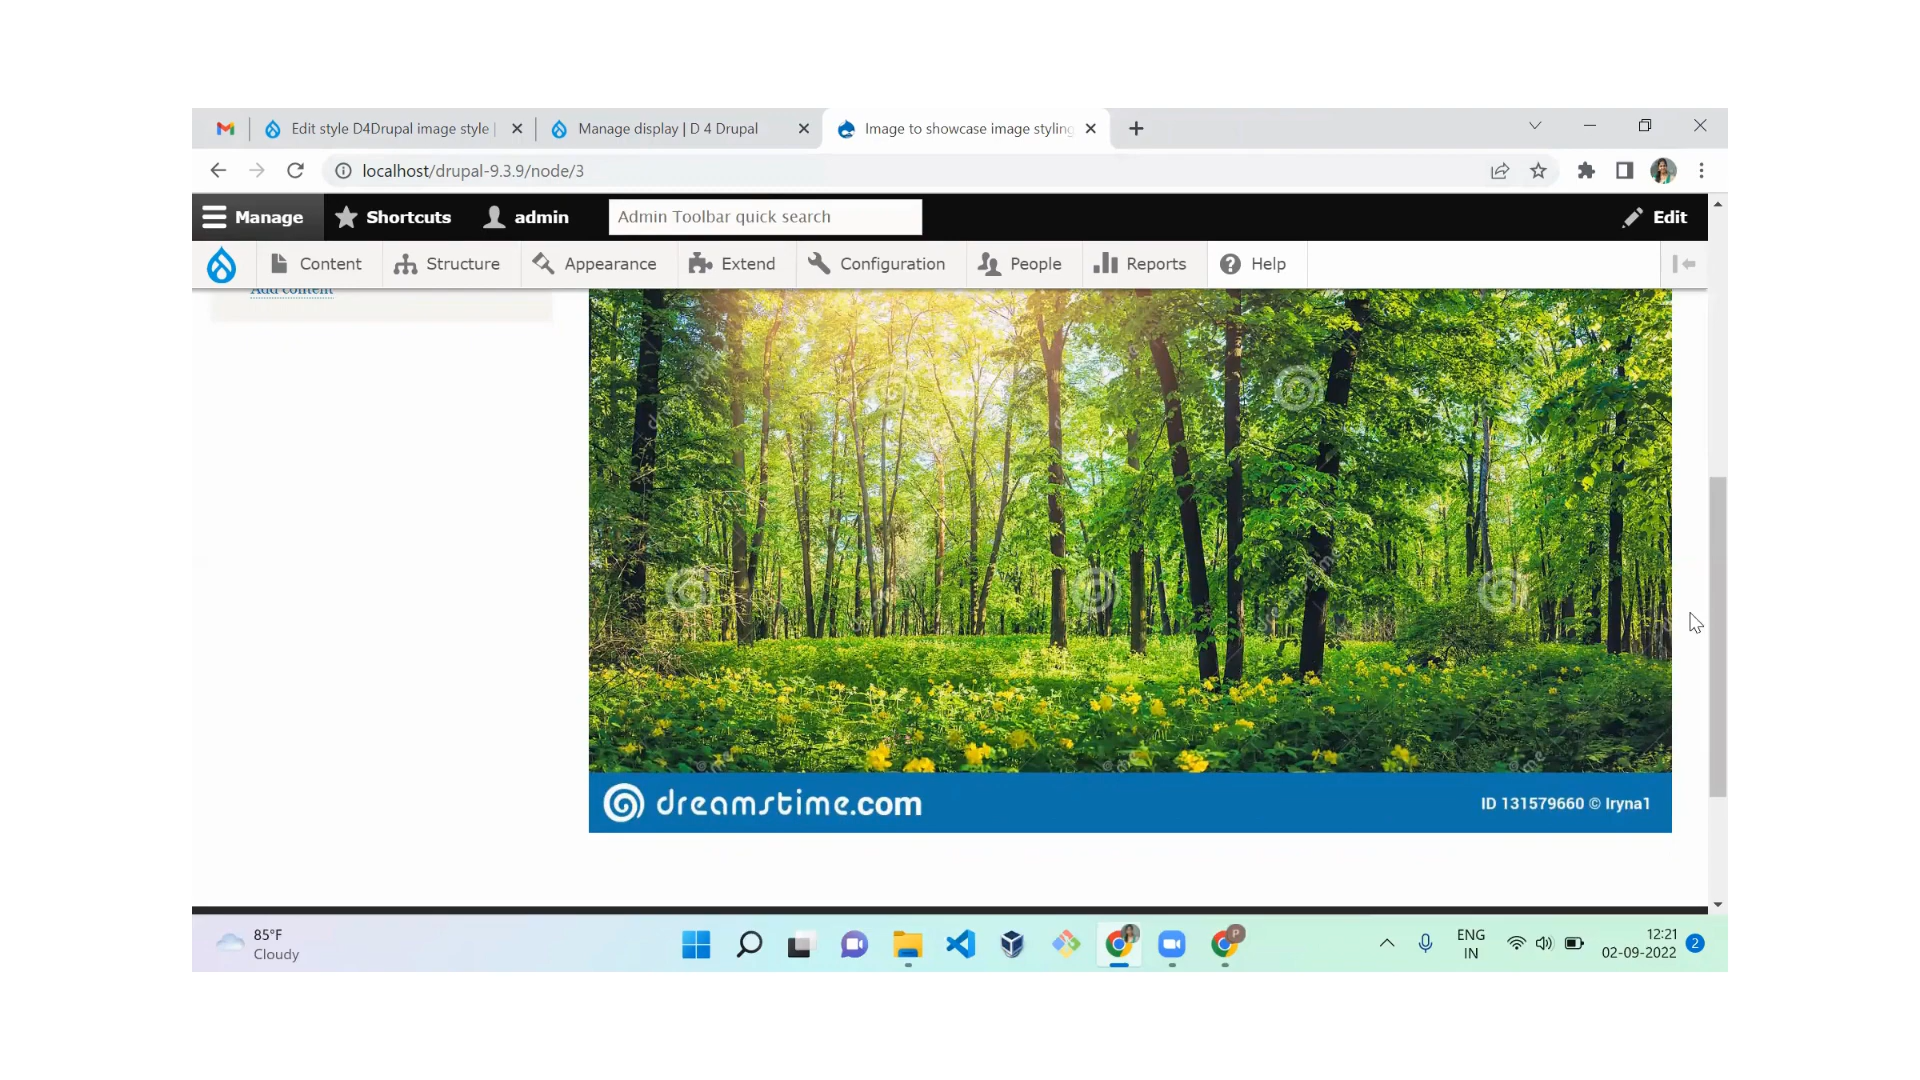 Edit style D4Drupal image style |
Manage display | D 4 Drupal
Image to showcase image styling
localhost/drupal-9.3.9/node/3
Manage
Shortcuts
admin
Admin Toolbar quick search
Edit
Content
Structure
Appearance
Extend
Configuration
People
Reports
Help
Add content
dreamstime.com
ID 131579660 © Iryna1
85°F
Cloudy
P
ENG
IN
12:21
02-09-2022
2